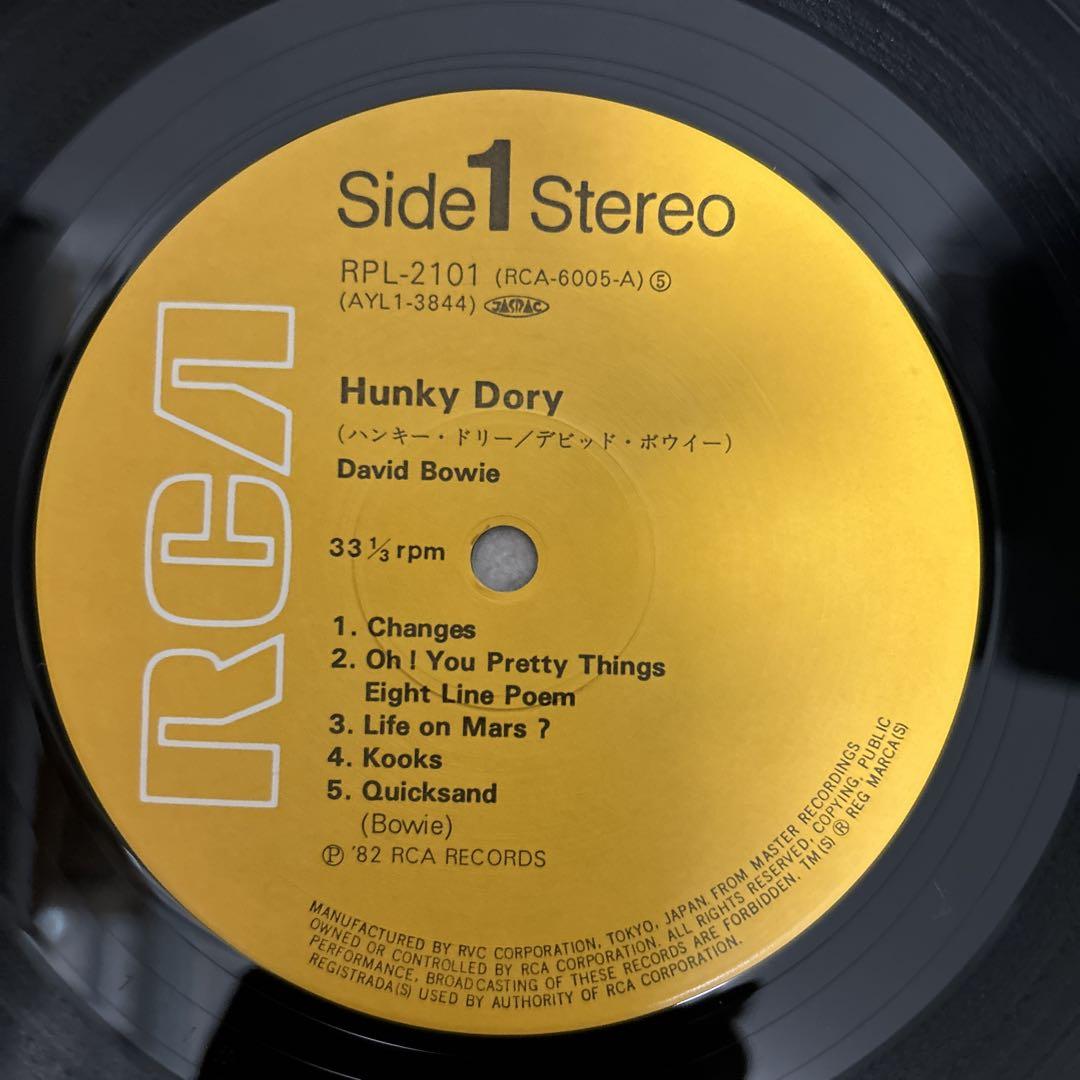 Side 1 Stereo
RPL-2101 (RCA-6005-A) ⑤
(AYL1-3844) JASRAC
RCA
Hunky Dory
(ハンキー・ドリー/デビッド・ボウイー)
David Bowie
33 ⅓ rpm
1. Changes
2. Oh! You Pretty Things
Eight Line Poem
3. Life on Mars ?
4. Kooks
5. Quicksand
(Bowie)
Ⓟ '82 RCA RECORDS
MANUFACTURED BY RVC CORPORATION, TOKYO, JAPAN. FROM MASTER RECORDINGS
OWNED OR CONTROLLED BY RCA CORPORATION. ALL RIGHTS RESERVED, COPYING, PUBLIC
PERFORMANCE, BROADCASTING OF THESE RECORDS ARE FORBIDDEN. TM(S) ® REG MARCA(S)
REGISTRADA(S) USED BY AUTHORITY OF RCA CORPORATION.